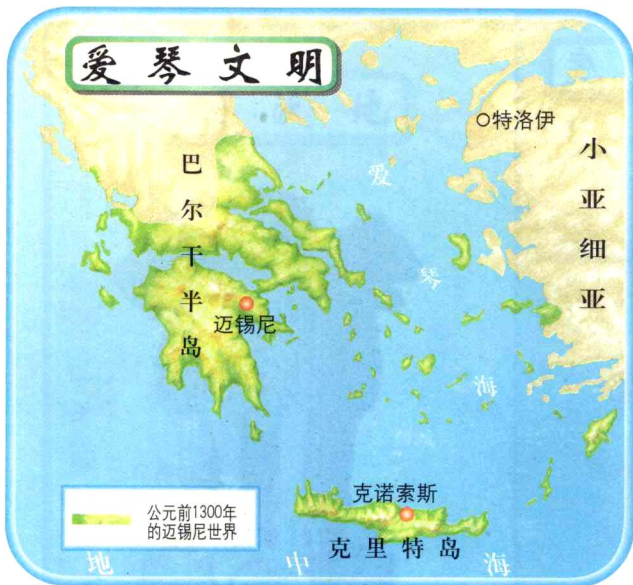 爱琴文明
特洛伊
小亚细亚
巴尔干半岛
爱琴海
迈锡尼
克诺索斯
克里特岛
公元前1300年
的迈锡尼世界
地中海